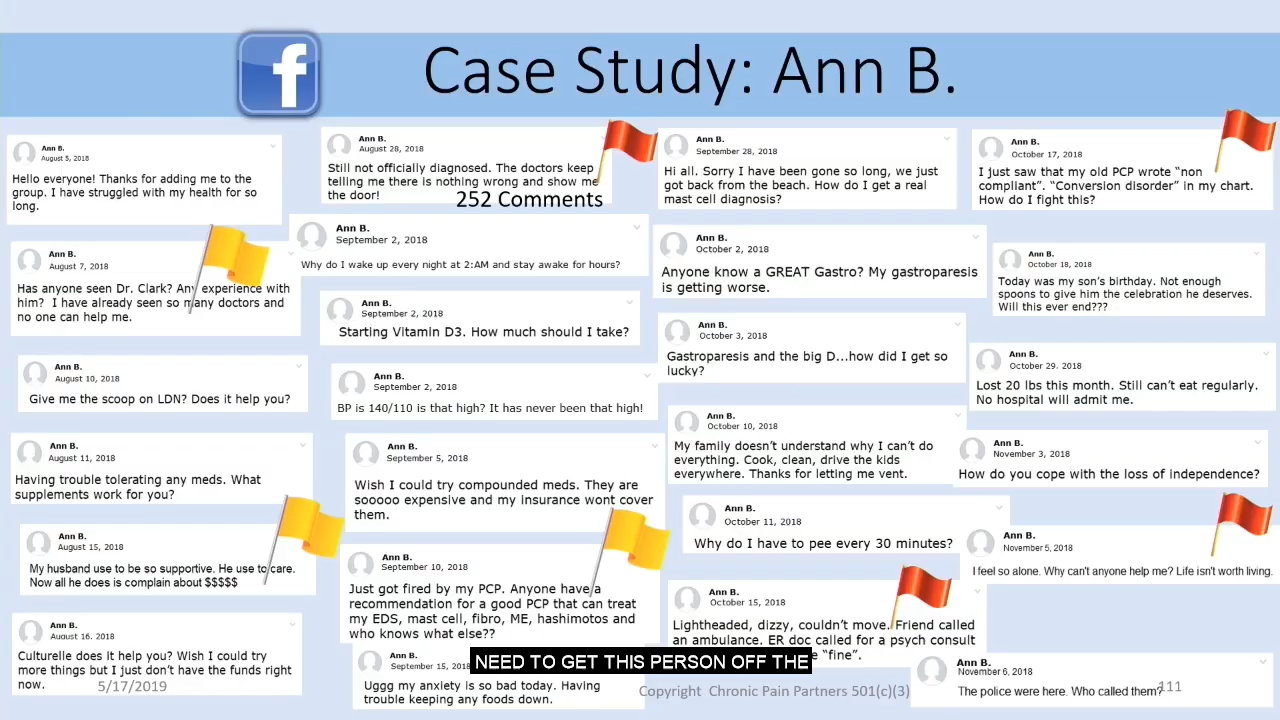 f Case Study: Ann B.
Ann B.
August 5, 2018
Hello everyone! Thanks for adding me to the
group. I have struggled with my health for so
long.
Ann B.
August 7, 2018
Has anyone seen Dr. Clark? Any experience with
him? I have already seen so many doctors and
no one can help me.
Ann B.
August 10, 2018
Give me the scoop on LDN? Does it help you?
Ann B.
August 11, 2018
Having trouble tolerating any meds. What
supplements work for you?
Ann B.
August 15, 2018
My husband use to be so supportive. He use to care.
Now all he does is complain about $$$$$
Ann B.
August 16, 2018
Culturelle does it help you? Wish I could try
more things but I just don't have the funds right
now.
5/17/2019
Ann B.
August 28, 2018
Still not officially diagnosed. The doctors keep
telling me there is nothing wrong and show me
the door!
252 Comments
Ann B.
September 2, 2018
Why do I wake up every night at 2:AM and stay awake for hours?
Ann B.
September 2, 2018
Starting Vitamin D3. How much should I take?
Ann B.
September 2, 2018
BP is 140/110 is that high? It has never been that high!
Ann B.
September 5, 2018
Wish I could try compounded meds. They are
sooooo expensive and my insurance wont cover
them.
Ann B.
September 10, 2018
Just got fired by my PCP. Anyone have a
recommendation for a good PCP that can treat
my EDS, mast cell, fibro, ME, hashimotos and
who knows what else??
Ann B.
September 15, 
Uggg my anxiety is so bad today. Having
trouble keeping any foods down.
Ann B.
September 28, 2018
Hi all. Sorry I have been gone so long, we just
got back from the beach. How do I get a real
mast cell diagnosis?
Ann B.
October 2, 2018
Anyone know a GREAT Gastro? My gastroparesis
is getting worse.
Ann B.
October 3, 2018
Gastroparesis and the big D...how did I get so
lucky?
Ann B.
October 10, 2018
My family doesn't understand why I can't do
everything. Cook, clean, drive the kids
everywhere. Thanks for letting me vent.
Ann B.
October 11, 2018
Why do I have to pee every 30 minutes?
Ann B.
October 15, 2018
Lightheaded, dizzy, couldn't move. Friend called
an ambulance. ER doc called for a psych consult
"fine".
NEED TO GET THIS PERSON OFF THE
Copyright Chronic Pain Partners 501(c)(3)
Ann B.
October 17, 2018
I just saw that my old PCP wrote "non
compliant". "Conversion disorder" in my chart.
How do I fight this?
Ann B.
October 18, 2018
Today was my son's birthday. Not enough
spoons to give him the celebration he deserves.
Will this ever end???
Ann B.
October 29, 2018
Lost 20 lbs this month. Still can't eat regularly.
No hospital will admit me.
Ann B.
November 3, 2018
How do you cope with the loss of independence?
Ann B.
November 5, 2018
I feel so alone. Why can't anyone help me? Life isn't worth living.
Ann B.
November 6, 2018
The police were here. Who called them?
111